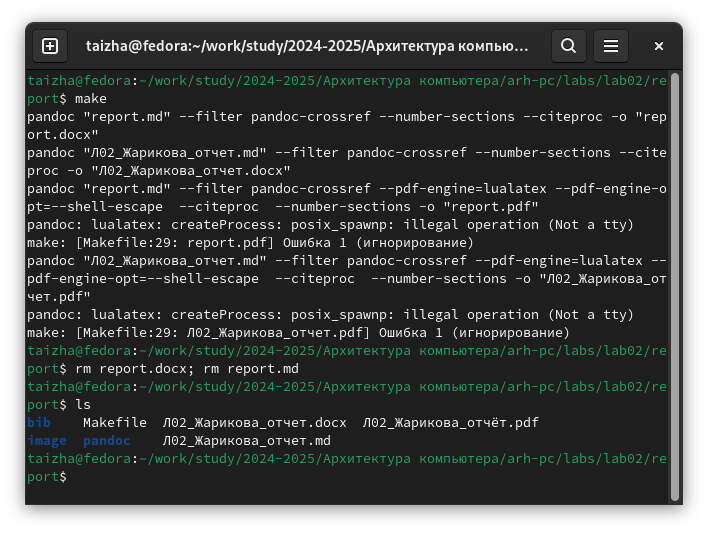 taizha@fedora:~/work/study/2024-2025/Архитектура компью...
taizha@fedora:~/work/study/2024-2025/Архитектура компьютера/arh-pc/labs/lab02/re
port$ make
pandoc "report.md" --filter pandoc-crossref --number-sections --citeproc -o "rep
ort.docx"
pandoc "Л02_Жарикова_отчет.md" --filter pandoc-crossref --number-sections --cite
proc -o "Л02_Жарикова_отчет.docx"
pandoc "report.md" --filter pandoc-crossref --pdf-engine=lualatex --pdf-engine-o
pt=--shell-escape  --citeproc  --number-sections -o "report.pdf"
pandoc: lualatex: createProcess: posix_spawnp: illegal operation (Not a tty)
make: [Makefile:29: report.pdf] Ошибка 1 (игнорирование)
pandoc "Л02_Жарикова_отчет.md" --filter pandoc-crossref --pdf-engine=lualatex --
pdf-engine-opt=--shell-escape  --citeproc  --number-sections -o "Л02_Жарикова_от
чет.pdf"
pandoc: lualatex: createProcess: posix_spawnp: illegal operation (Not a tty)
make: [Makefile:29: Л02_Жарикова_отчет.pdf] Ошибка 1 (игнорирование)
taizha@fedora:~/work/study/2024-2025/Архитектура компьютера/arh-pc/labs/lab02/re
port$ rm report.docx; rm report.md
taizha@fedora:~/work/study/2024-2025/Архитектура компьютера/arh-pc/labs/lab02/re
port$ ls
bib    Makefile  Л02_Жарикова_отчет.docx  Л02_Жарикова_отчёт.pdf
image  pandoc    Л02_Жарикова_отчет.md
taizha@fedora:~/work/study/2024-2025/Архитектура компьютера/arh-pc/labs/lab02/re
port$